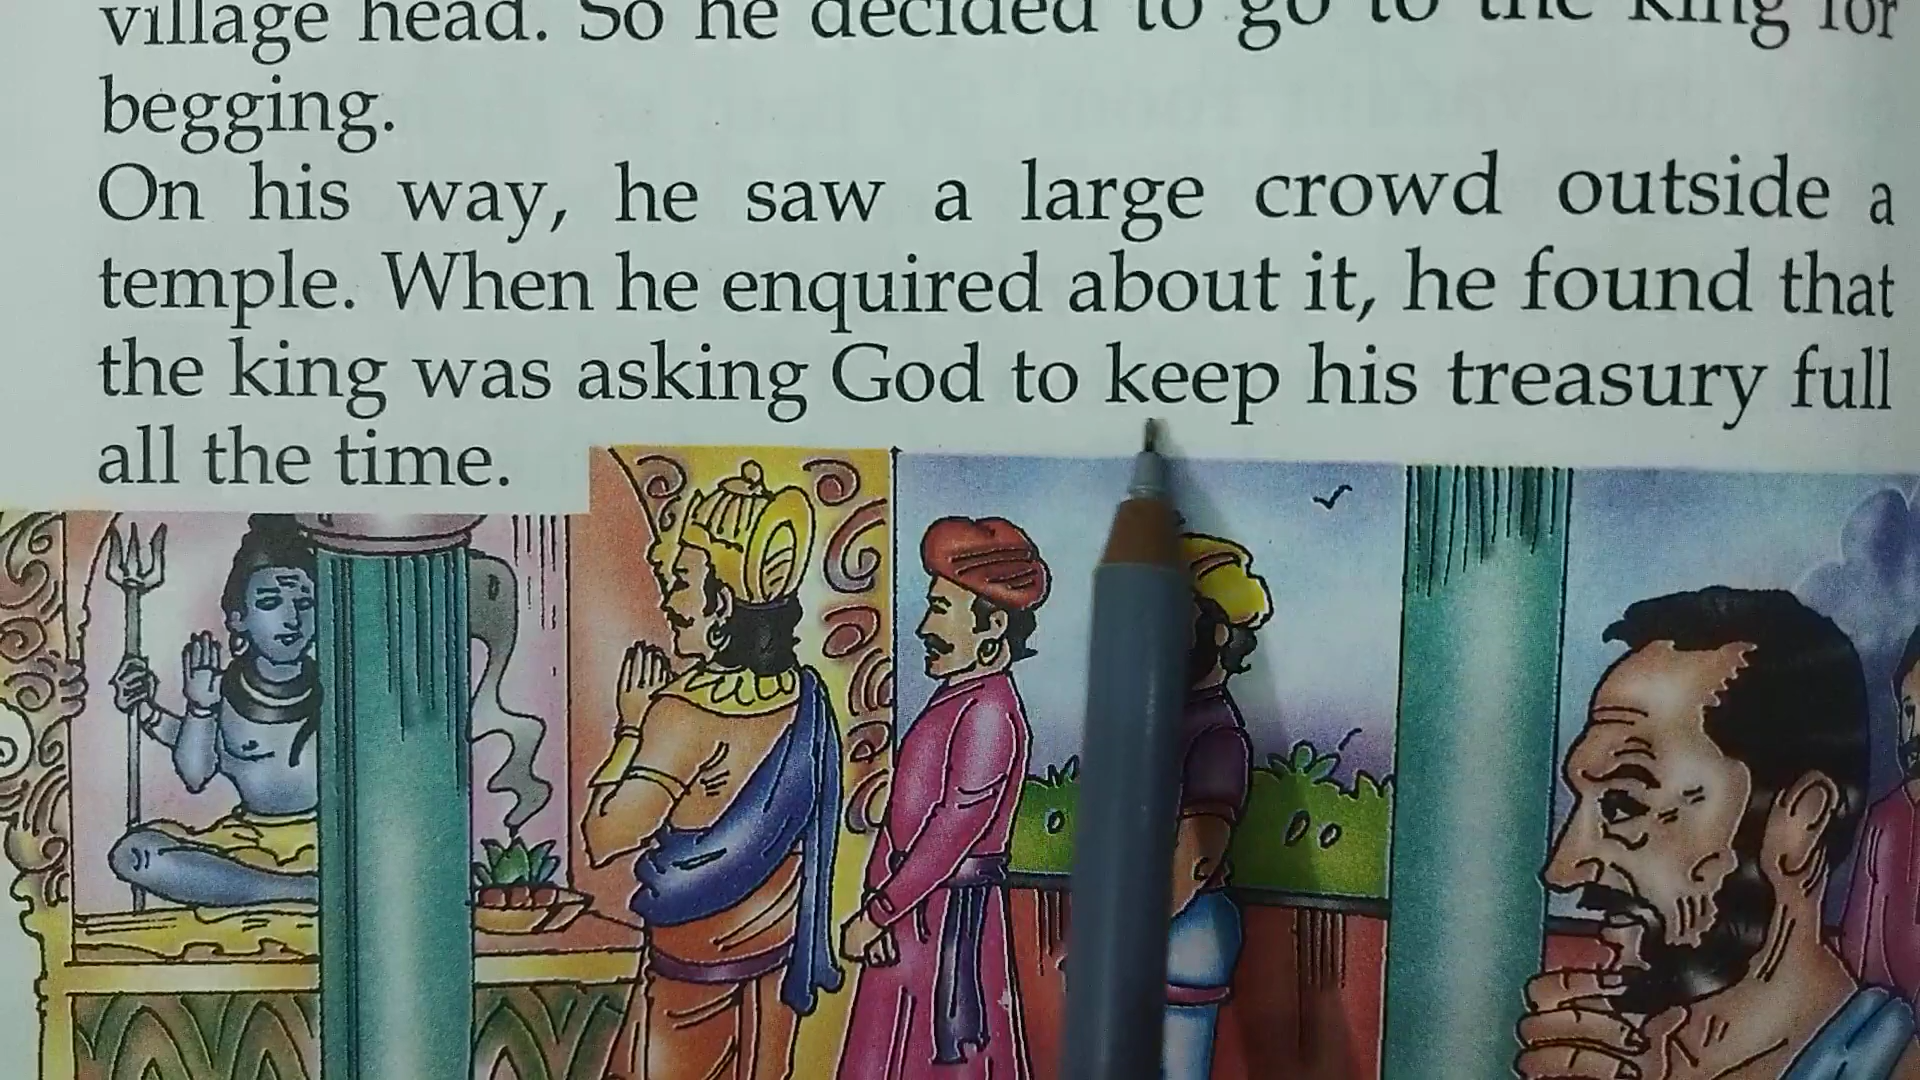 village head. So he decided to go to the king for
begging.
On his way, he saw a large crowd outside a
temple. When he enquired about it, he found that
the king was asking God to keep his treasury full
all the time.